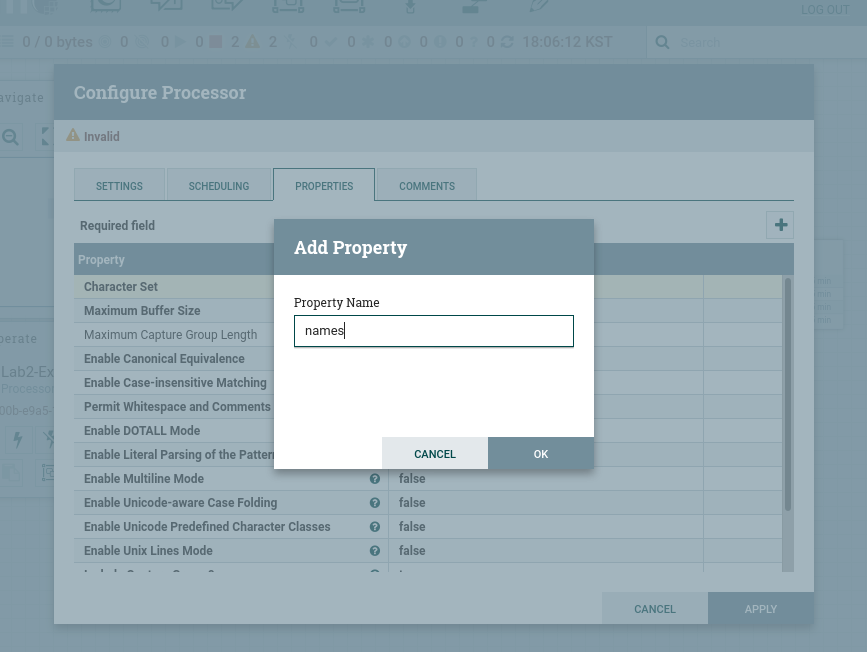 LOG OUT
0 / 0 bytes 0 0 0 2 2 0 0 0 0 0 0 18:06:12 KST Search
Configure Processor
avigate
Invalid
SETTINGS SCHEDULING PROPERTIES COMMENTS
Required field
Add Property
Property
Property Name
names
Character Set
Maximum Buffer Size
Maximum Capture Group Length
Enable Canonical Equivalence
Enable Case-insensitive Matching
Permit Whitespace and Comments
Enable DOTALL Mode
Enable Literal Parsing of the Pattern
CANCEL OK
Enable Multiline Mode false
Enable Unicode-aware Case Folding false
Enable Unicode Predefined Character Classes false
Enable Unix Lines Mode false
perate
Lab2-Ex
Processor
00b-e9a5-
CANCEL APPLY